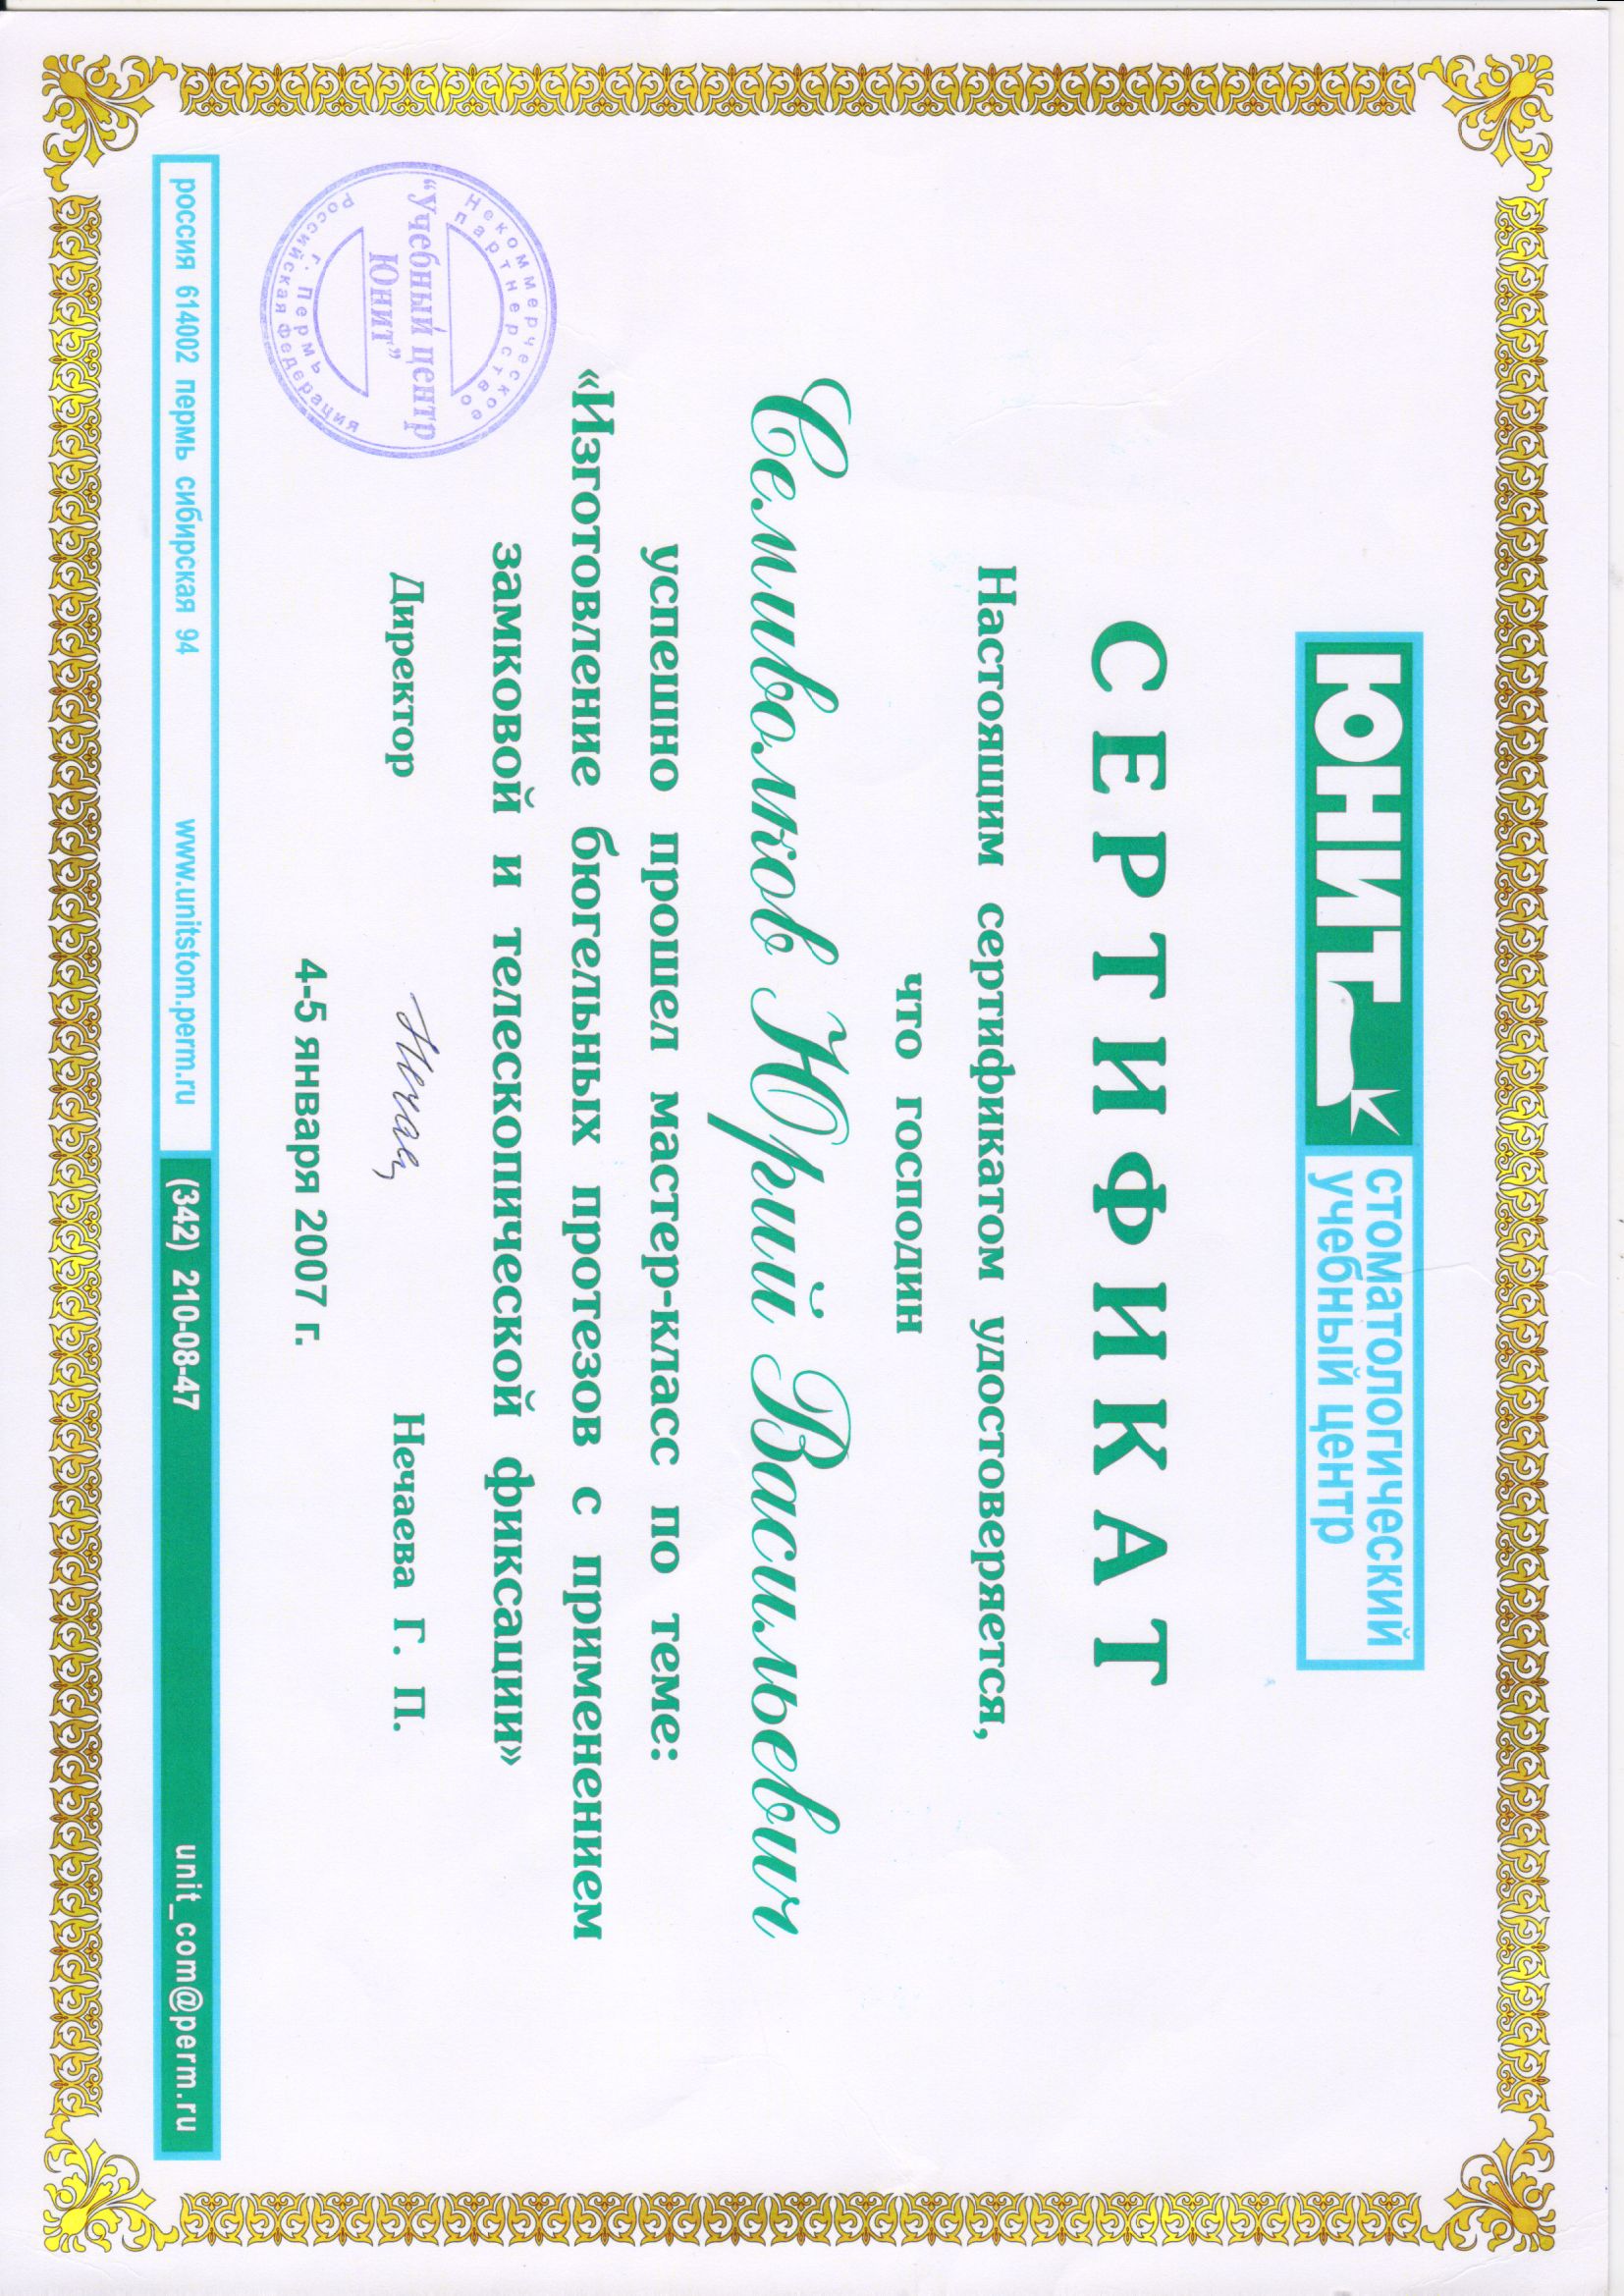 ЮНИТ
стоматологический
учебный центр
СЕРТИФИКАТ
Настоящим сертификатом удостоверяется,
что господин
Семиволков Юрий Васильевич
успешно прошел мастер-класс по теме:
«Изготовление бюгельных протезов с применением
замковой и телескопической фиксации»
Директор Нечаева Г. П.
4-5 января 2007 г.
Некоммерческое
партнерство
"Учебный центр
Юнит"
г. Пермь
Российская Федерация
россия 614002 пермь сибирская 94 www.unitstom.perm.ru (342) 210-08-47 unit_com@perm.ru